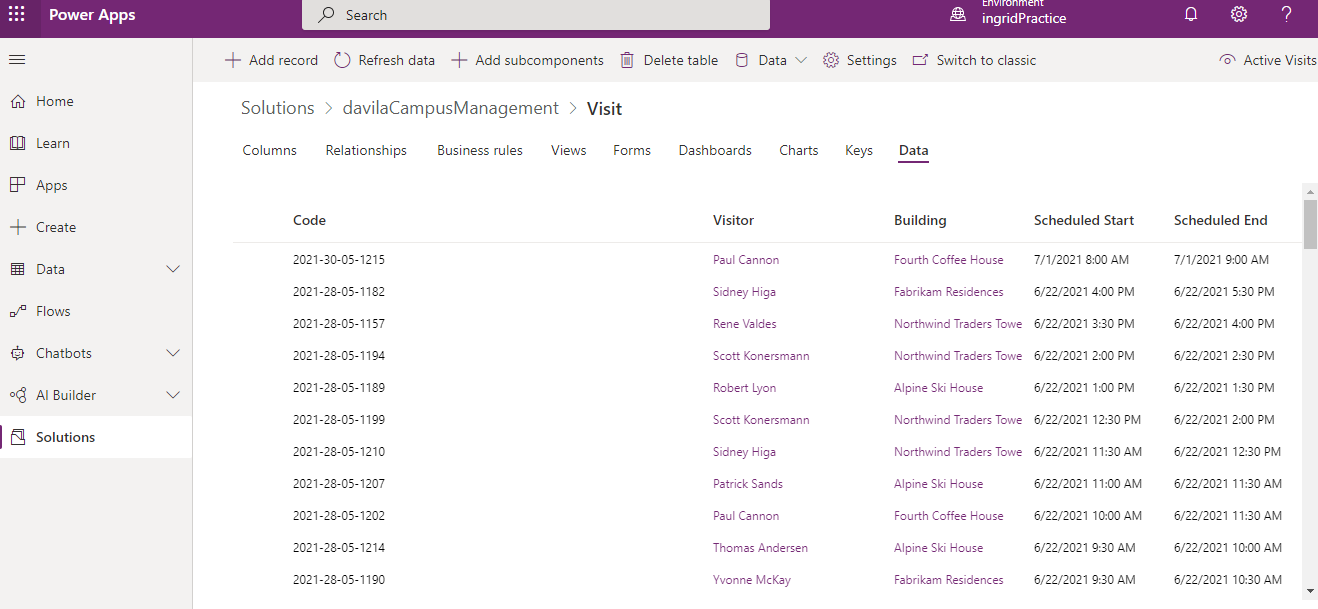 Power Apps
Search
Environment
ingridPractice
?
Add record Refresh data Add subcomponents Delete table Data Settings Switch to classic Active Visits
Home
Learn
Apps
Create
Data
Flows
Chatbots
AI Builder
Solutions
Solutions > davilaCampusManagement > Visit
Columns Relationships Business rules Views Forms Dashboards Charts Keys Data
Code Visitor Building Scheduled Start Scheduled End
2021-30-05-1215 Paul Cannon Fourth Coffee House 7/1/2021 8:00 AM 7/1/2021 9:00 AM
2021-28-05-1182 Sidney Higa Fabrikam Residences 6/22/2021 4:00 PM 6/22/2021 5:30 PM
2021-28-05-1157 Rene Valdes Northwind Traders Towe 6/22/2021 3:30 PM 6/22/2021 4:00 PM
2021-28-05-1194 Scott Konersmann Northwind Traders Towe 6/22/2021 2:00 PM 6/22/2021 2:30 PM
2021-28-05-1189 Robert Lyon Alpine Ski House 6/22/2021 1:00 PM 6/22/2021 1:30 PM
2021-28-05-1199 Scott Konersmann Northwind Traders Towe 6/22/2021 12:30 PM 6/22/2021 2:00 PM
2021-28-05-1210 Sidney Higa Northwind Traders Towe 6/22/2021 11:30 AM 6/22/2021 12:30 PM
2021-28-05-1207 Patrick Sands Alpine Ski House 6/22/2021 11:00 AM 6/22/2021 11:30 AM
2021-28-05-1202 Paul Cannon Fourth Coffee House 6/22/2021 10:00 AM 6/22/2021 11:30 AM
2021-28-05-1214 Thomas Andersen Alpine Ski House 6/22/2021 9:30 AM 6/22/2021 10:00 AM
2021-28-05-1190 Yvonne McKay Fabrikam Residences 6/22/2021 9:30 AM 6/22/2021 10:30 AM